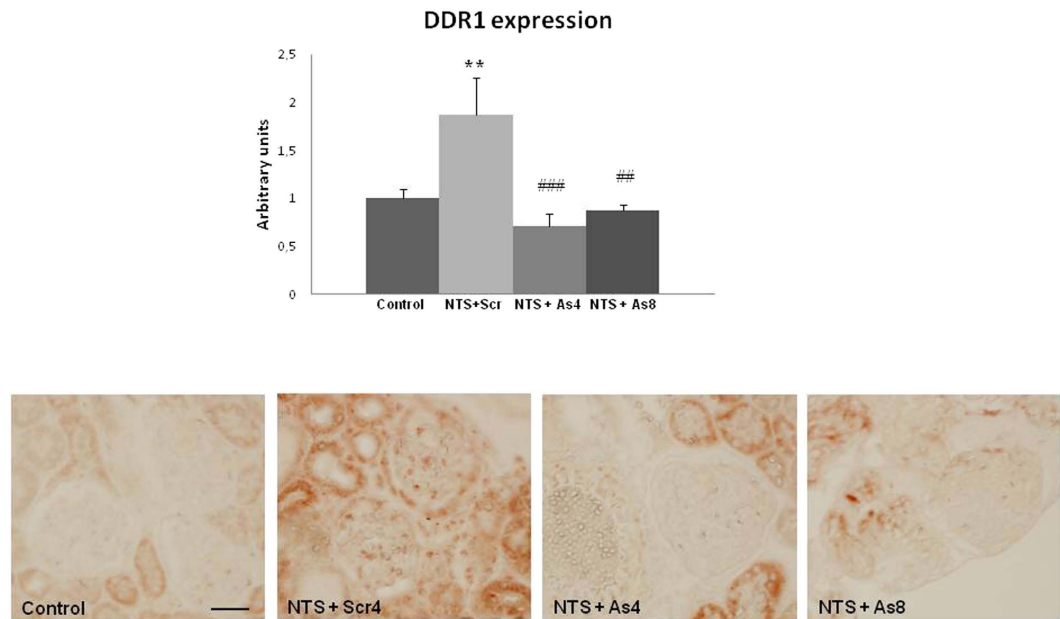 DDR1 expression
2,5
**
2
1,5
###
##
1
0,5
0
Arbitrary units
Control NTS+Scr NTS + As4 NTS + As8
Control NTS + Scr4 NTS + As4 NTS + As8